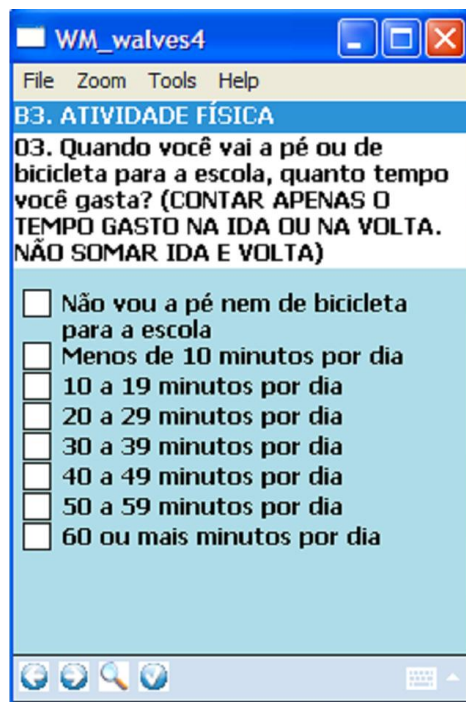 WM_walves4
File Zoom Tools Help
B3. ATIVIDADE FÍSICA
03. Quando você vai a pé ou de
bicicleta para a escola, quanto tempo
você gasta? (CONTAR APENAS O
TEMPO GASTO NA IDA OU NA VOLTA.
NÃO SOMAR IDA E VOLTA)
Não vou a pé nem de bicicleta
para a escola
Menos de 10 minutos por dia
10 a 19 minutos por dia
20 a 29 minutos por dia
30 a 39 minutos por dia
40 a 49 minutos por dia
50 a 59 minutos por dia
60 ou mais minutos por dia